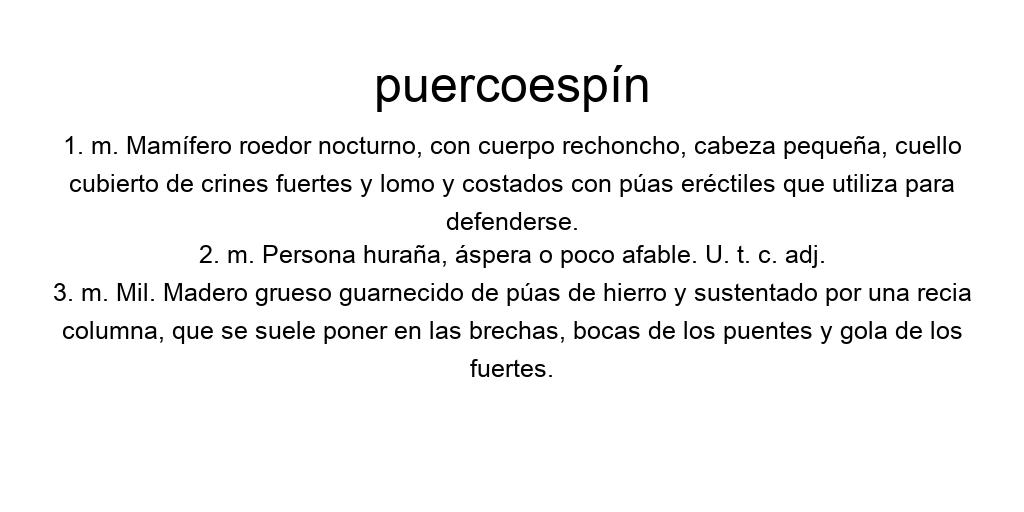 puercoespín
1. m. Mamífero roedor nocturno, con cuerpo rechoncho, cabeza pequeña, cuello
cubierto de crines fuertes y lomo y costados con púas eréctiles que utiliza para
defenderse.
2. m. Persona huraña, áspera o poco afable. U. t. c. adj.
3. m. Mil. Madero grueso guarnecido de púas de hierro y sustentado por una recia
columna, que se suele poner en las brechas, bocas de los puentes y gola de los
fuertes.